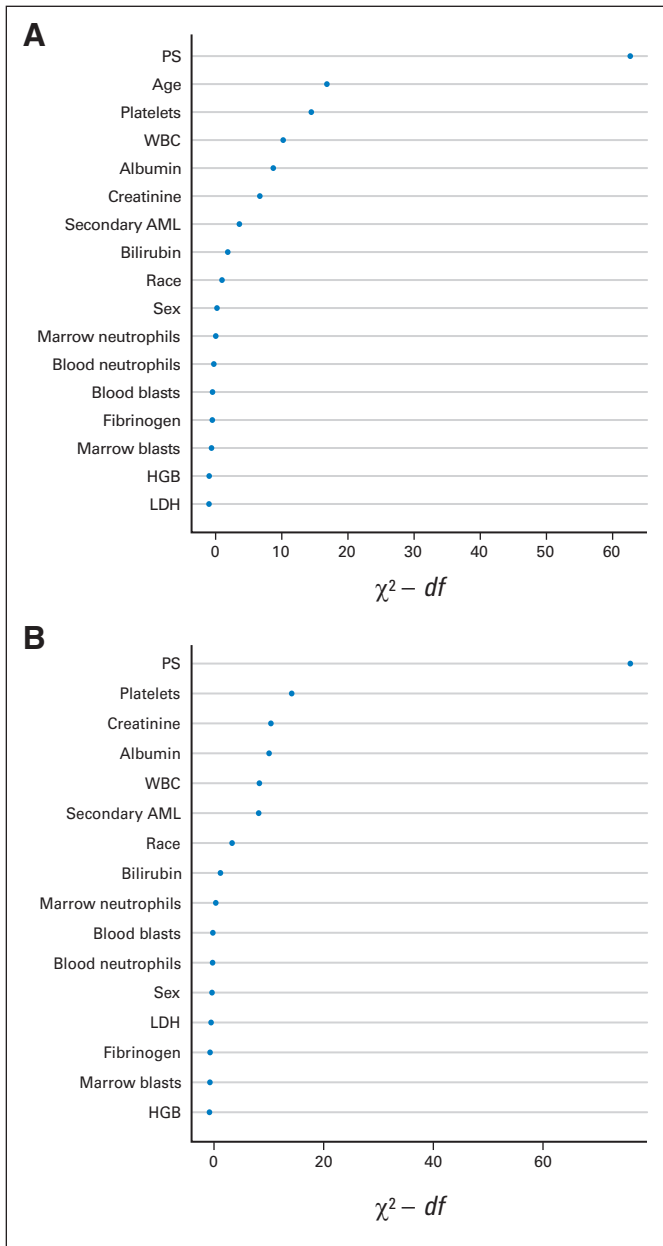 A
PS
Age
Platelets
WBC
Albumin
Creatinine
Secondary AML
Bilirubin
Race
Sex
Marrow neutrophils
Blood neutrophils
Blood blasts
Fibrinogen
Marrow blasts
HGB
LDH
0 10 20 30 40 50 60
χ² − df
B
PS
Platelets
Creatinine
Albumin
WBC
Secondary AML
Race
Bilirubin
Marrow neutrophils
Blood blasts
Blood neutrophils
Sex
LDH
Fibrinogen
Marrow blasts
HGB
0 20 40 60
χ² − df